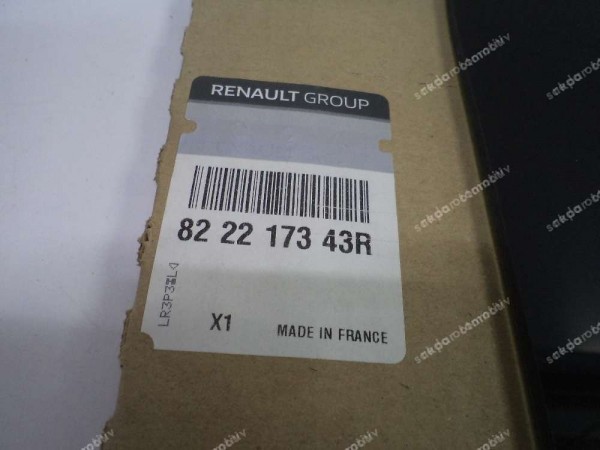 RENAULT GROUP
82 22 173 43R
X1
MADE IN FRANCE